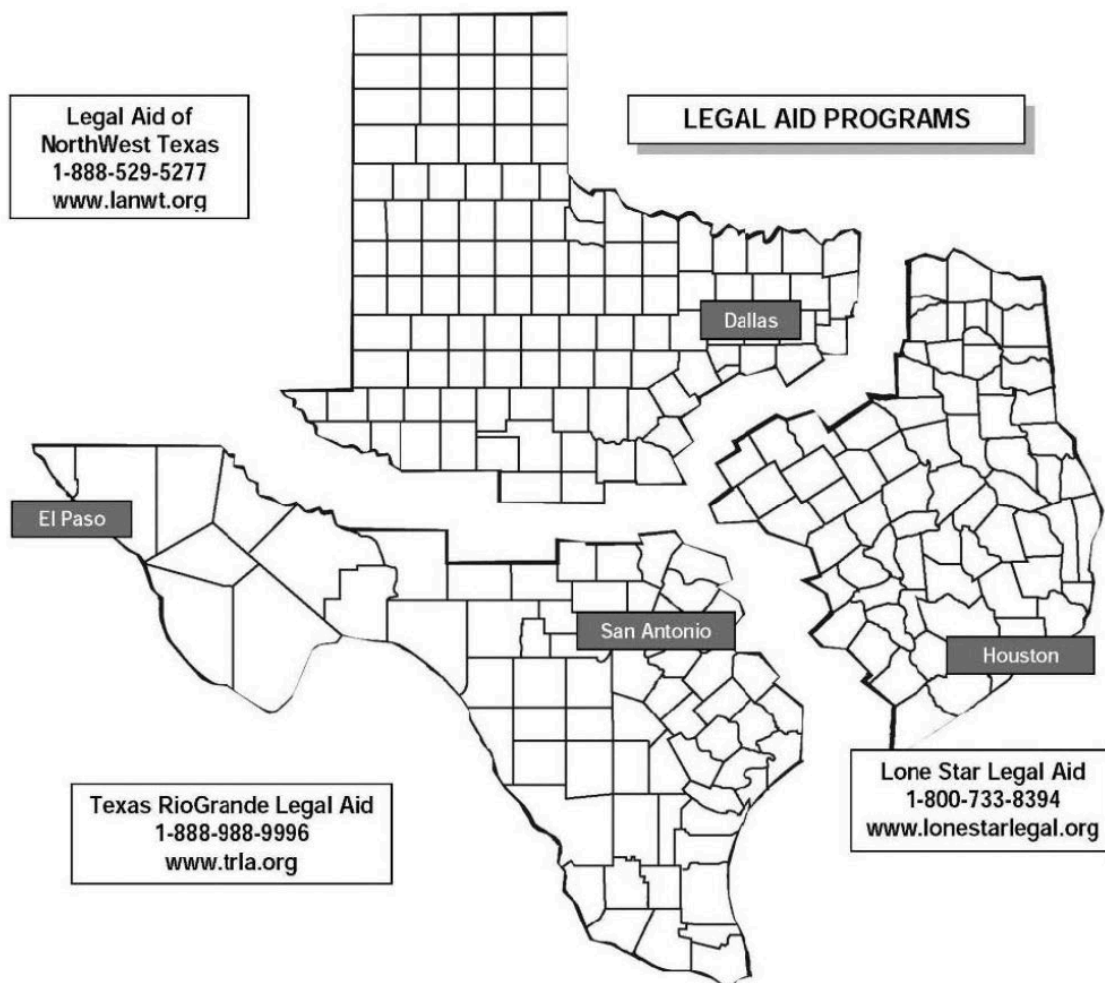 Legal Aid of
NorthWest Texas
1-888-529-5277
www.lanwt.org
LEGAL AID PROGRAMS
Dallas
El Paso
San Antonio
Houston
Texas RioGrande Legal Aid
1-888-988-9996
www.trla.org
Lone Star Legal Aid
1-800-733-8394
www.lonestarlegal.org